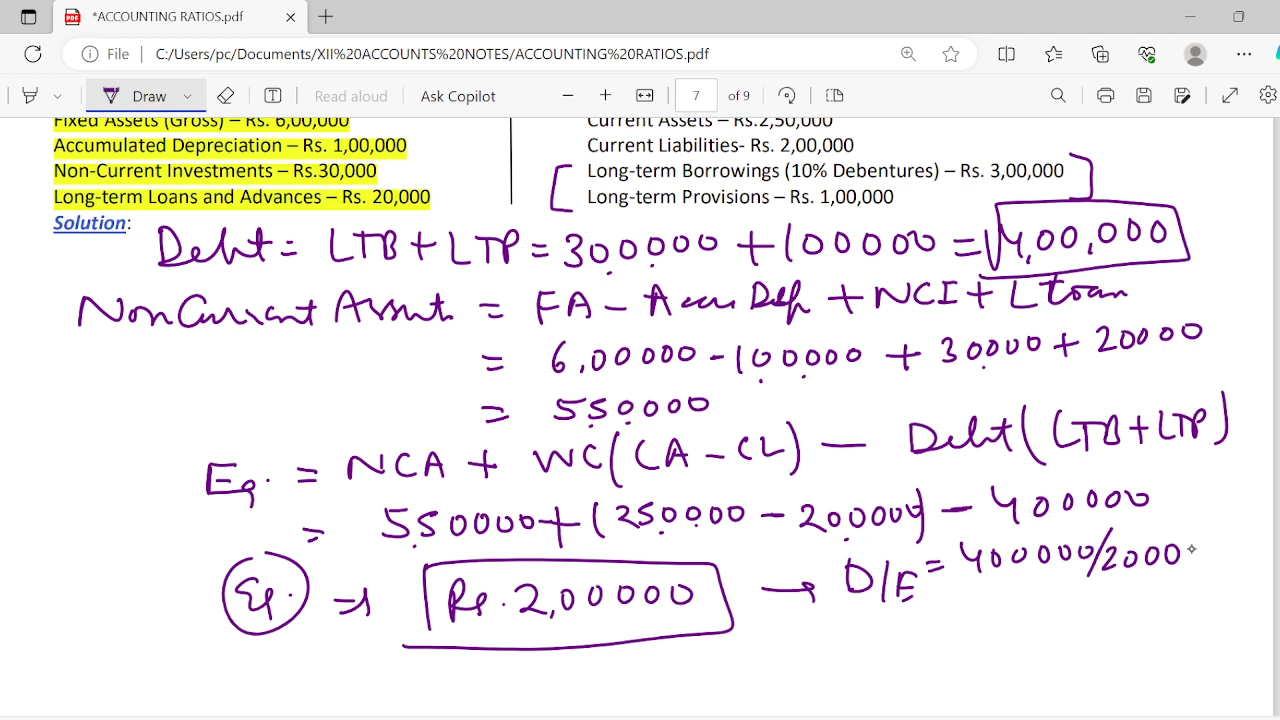 *ACCOUNTING RATIOS.pdf
File C:/Users/pc/Documents/XII%20ACCOUNTS%20NOTES/ACCOUNTING%20RATIOS.pdf
Draw Read aloud Ask Copilot 7 of 9
Fixed Assets (Gross) – Rs. 6,00,000
Accumulated Depreciation – Rs. 1,00,000
Non-Current Investments – Rs.30,000
Long-term Loans and Advances – Rs. 20,000
Current Assets – Rs.2,50,000
Current Liabilities- Rs. 2,00,000
Long-term Borrowings (10% Debentures) – Rs. 3,00,000
Long-term Provisions – Rs. 1,00,000
Solution:
Debt = LTB + LTP = 300000 + 100000 = 4,00,000
Non Current Assets = FA - Accu Dep + NCI + L Loan
= 6,00000 - 100000 + 30000 + 20000
= 550000
Eq. = NCA + WC (CA - CL) - Debt (LTB + LTP)
= 550000 + (250000 - 200000) - 400000
Eq. ⇒ Rs. 2,00000 → D/E = 400000/2000